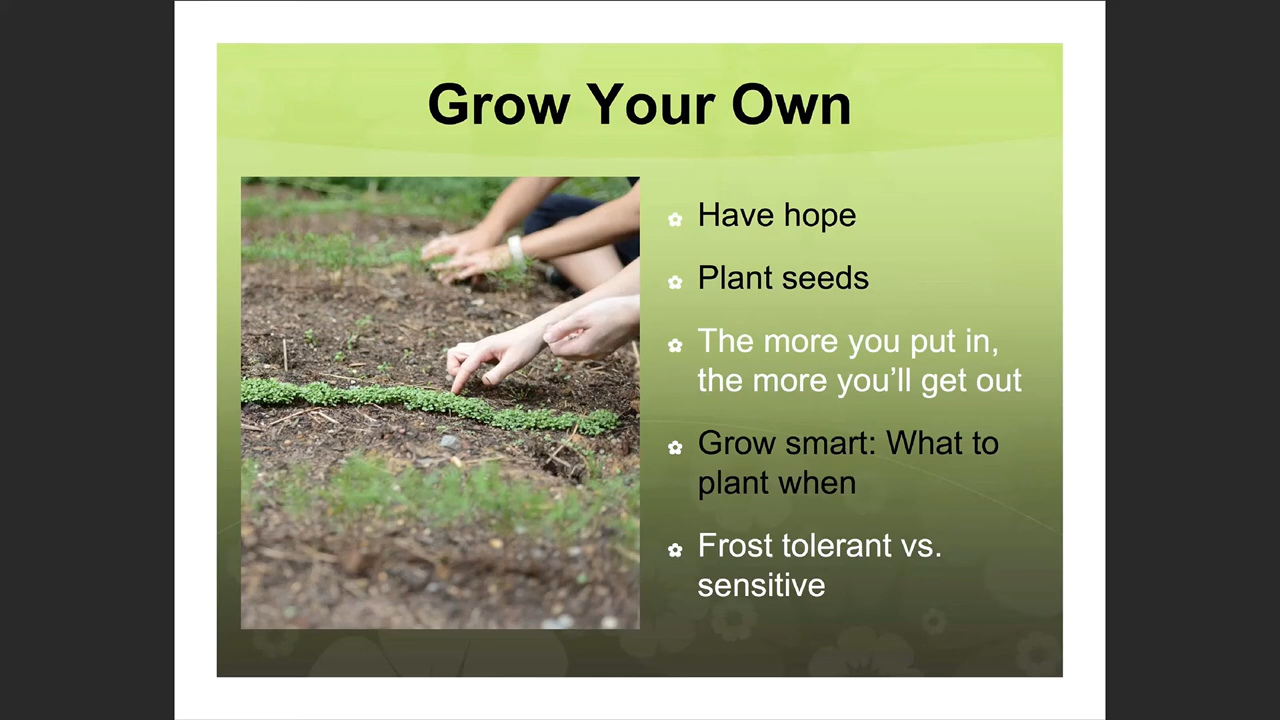 Grow Your Own
Have hope
Plant seeds
The more you put in,
the more you’ll get out
Grow smart: What to
plant when
Frost tolerant vs.
sensitive